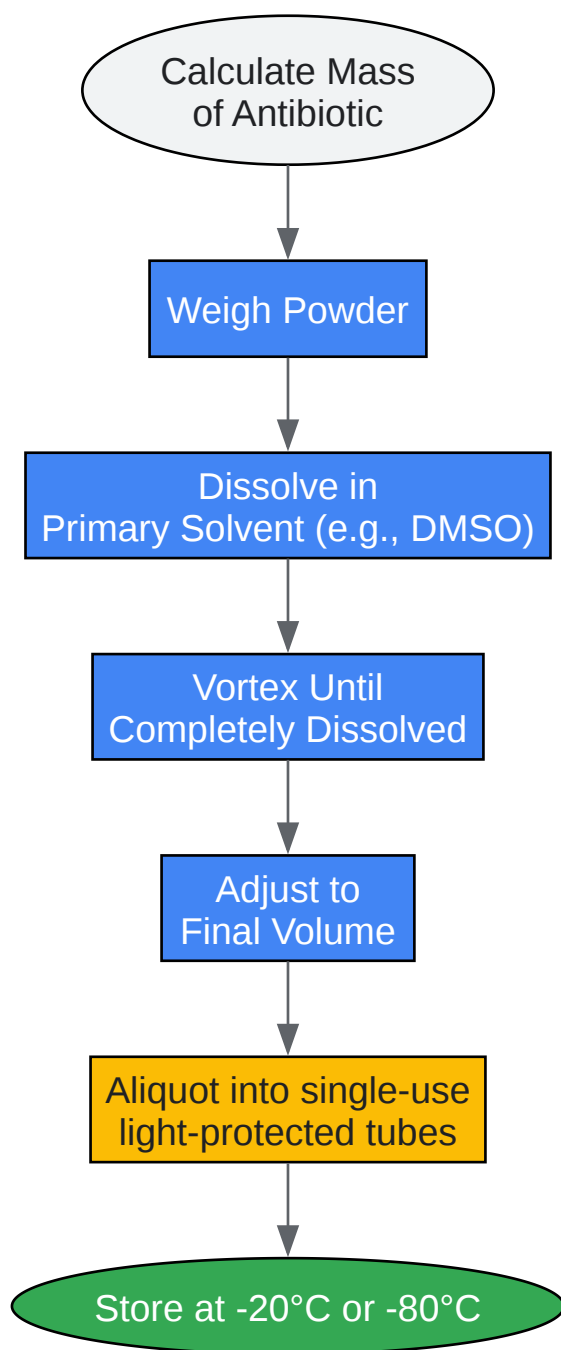 Calculate Mass
of Antibiotic
Weigh Powder
Dissolve in
Primary Solvent (e.g., DMSO)
Vortex Until
Completely Dissolved
Adjust to
Final Volume
Aliquot into single-use
light-protected tubes
Store at -20°C or -80°C